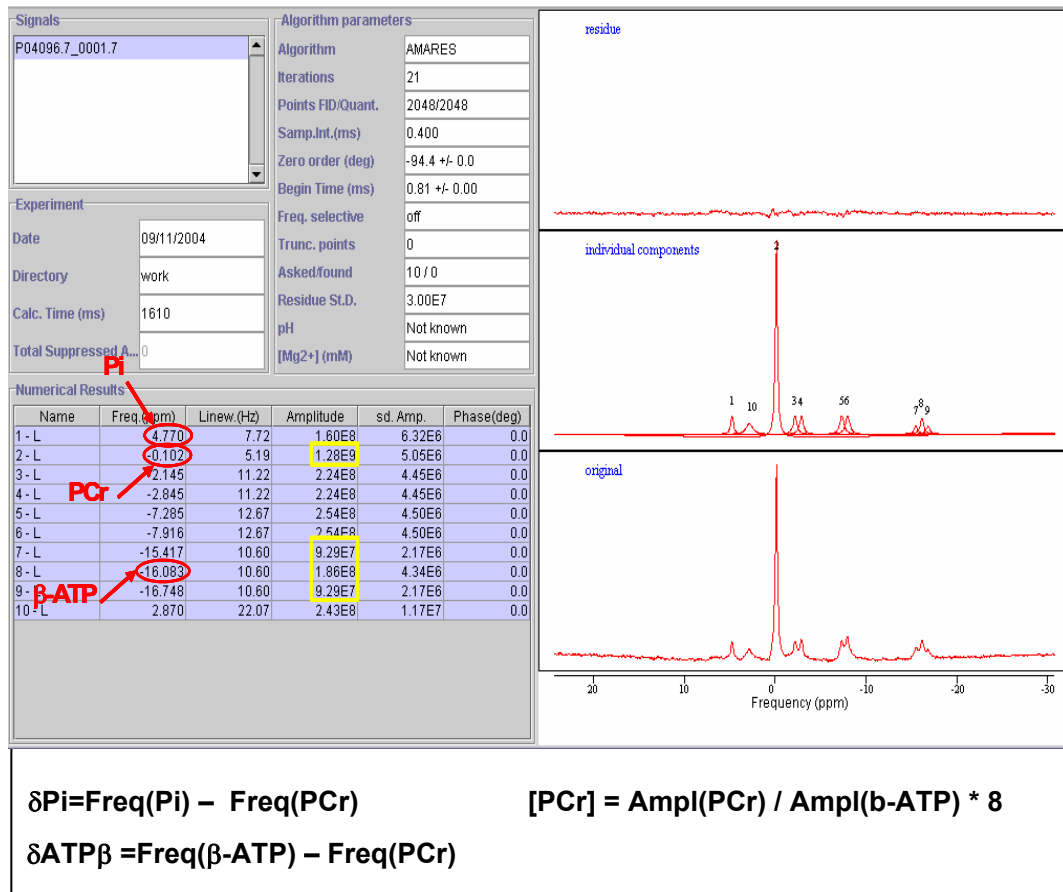 Signals
P04096.7_0001.7
Algorithm parameters
Algorithm AMARES
Iterations 21
Points FID/Quant. 2048/2048
Samp.Int.(ms) 0.400
Zero order (deg) -94.4 +/- 0.0
Begin Time (ms) 0.81 +/- 0.00
Freq. selective off
Trunc. points 0
Asked/found 10 / 0
Residue St.D. 3.00E7
pH Not known
[Mg2+] (mM) Not known
Experiment
Date 09/11/2004
Directory work
Calc. Time (ms) 1610
Total Suppressed A... 0
Pi
Numerical Results
Name Freq.(ppm) Linew.(Hz) Amplitude sd. Amp. Phase(deg)
1 - L 4.770 7.72 1.60E8 6.32E6 0.0
2 - L -0.102 5.19 1.28E9 5.05E6 0.0
3 - L -2.145 11.22 2.24E8 4.45E6 0.0
4 - L -2.845 11.22 2.24E8 4.45E6 0.0
5 - L -7.285 12.67 2.54E8 4.50E6 0.0
6 - L -7.916 12.67 2.54E8 4.50E6 0.0
7 - L -15.417 10.60 9.29E7 2.17E6 0.0
8 - L -16.083 10.60 1.86E8 4.34E6 0.0
9 - L -16.748 10.60 9.29E7 2.17E6 0.0
10 - L 2.870 22.07 2.43E8 1.17E7 0.0
PCr
β-ATP
residue
individual components
2
1 10 3 4 5 6 7 8 9
original
20 10 0 -10 -20 -30
Frequency (ppm)
δPi=Freq(Pi) – Freq(PCr)
[PCr] = Ampl(PCr) / Ampl(b-ATP) * 8
δATPβ =Freq(β-ATP) – Freq(PCr)